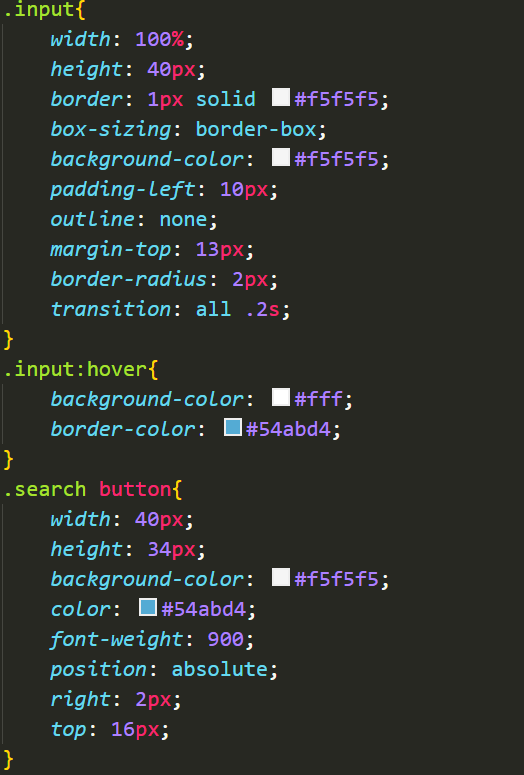 .input{
    width: 100%;
    height: 40px;
    border: 1px solid #f5f5f5;
    box-sizing: border-box;
    background-color: #f5f5f5;
    padding-left: 10px;
    outline: none;
    margin-top: 13px;
    border-radius: 2px;
    transition: all .2s;
}
.input:hover{
    background-color: #fff;
    border-color: #54abd4;
}
.search button{
    width: 40px;
    height: 34px;
    background-color: #f5f5f5;
    color: #54abd4;
    font-weight: 900;
    position: absolute;
    right: 2px;
    top: 16px;
}